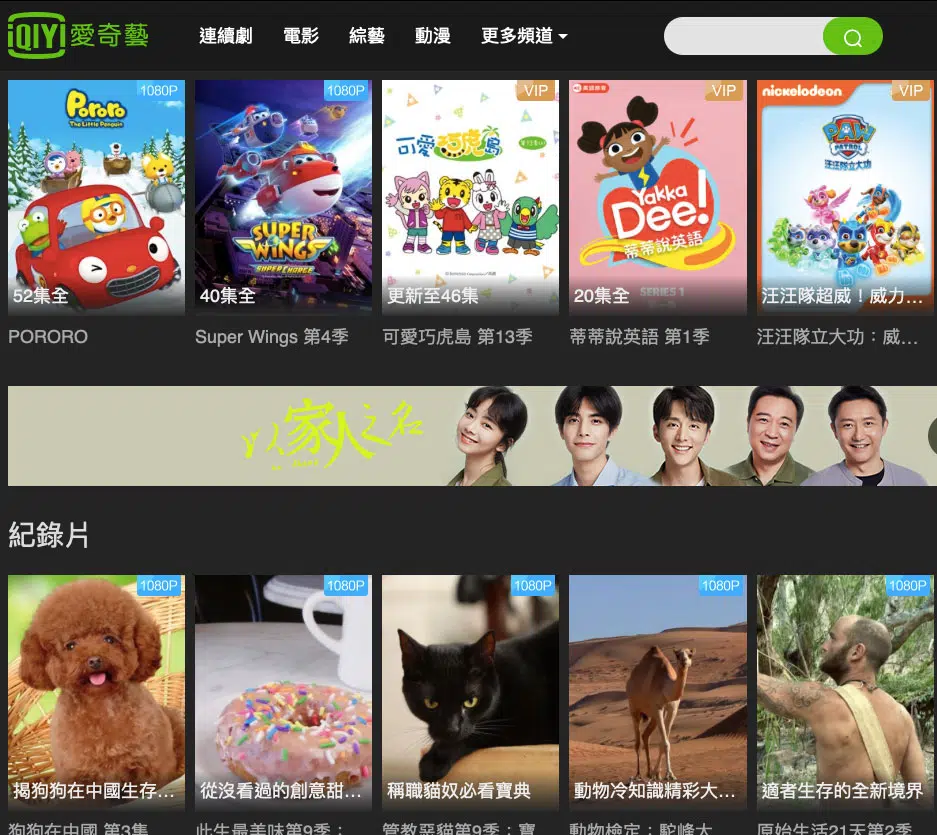 iQIYI 愛奇藝
連續劇 電影 綜藝 動漫 更多頻道
1080P 1080P VIP VIP VIP
Pororo
The Little Penguin
SUPER
WINGS
SUPERCHARGE
可愛巧虎島
Yakka
Dee!
蒂蒂說英語
SERIES 1
nickelodeon
PAW
PATROL
汪汪隊立大功
52集全 40集全 更新至46集 20集全 汪汪隊超威！威力...
PORORO Super Wings 第4季 可愛巧虎島 第13季 蒂蒂說英語 第1季 汪汪隊立大功：威...
以家人之名
紀錄片
1080P 1080P 1080P 1080P 1080P
揭狗狗在中國生存... 從沒看過的創意甜... 稱職貓奴必看寶典 動物冷知識精彩大... 適者生存的全新境界
狗狗在中國 第3集 此生最美味第9季： 管教惡貓第9季：寶 動物檢定：駝峰大 原始生活21天第2季